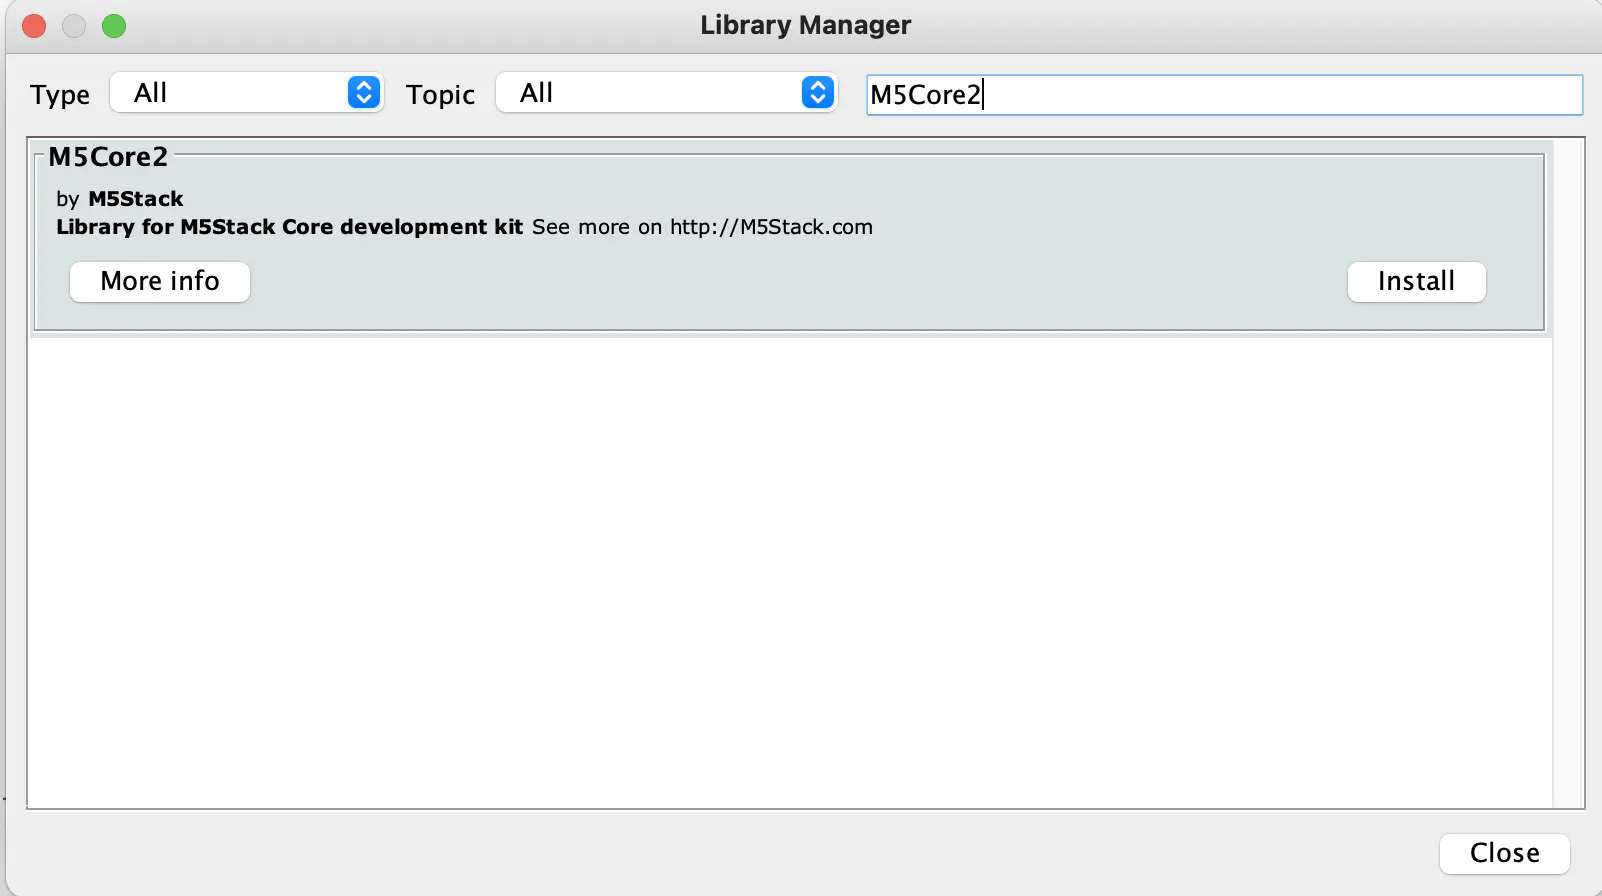 Library Manager
Type All Topic All M5Core2
M5Core2
by M5Stack
Library for M5Stack Core development kit See more on http://M5Stack.com
More info Install
Close